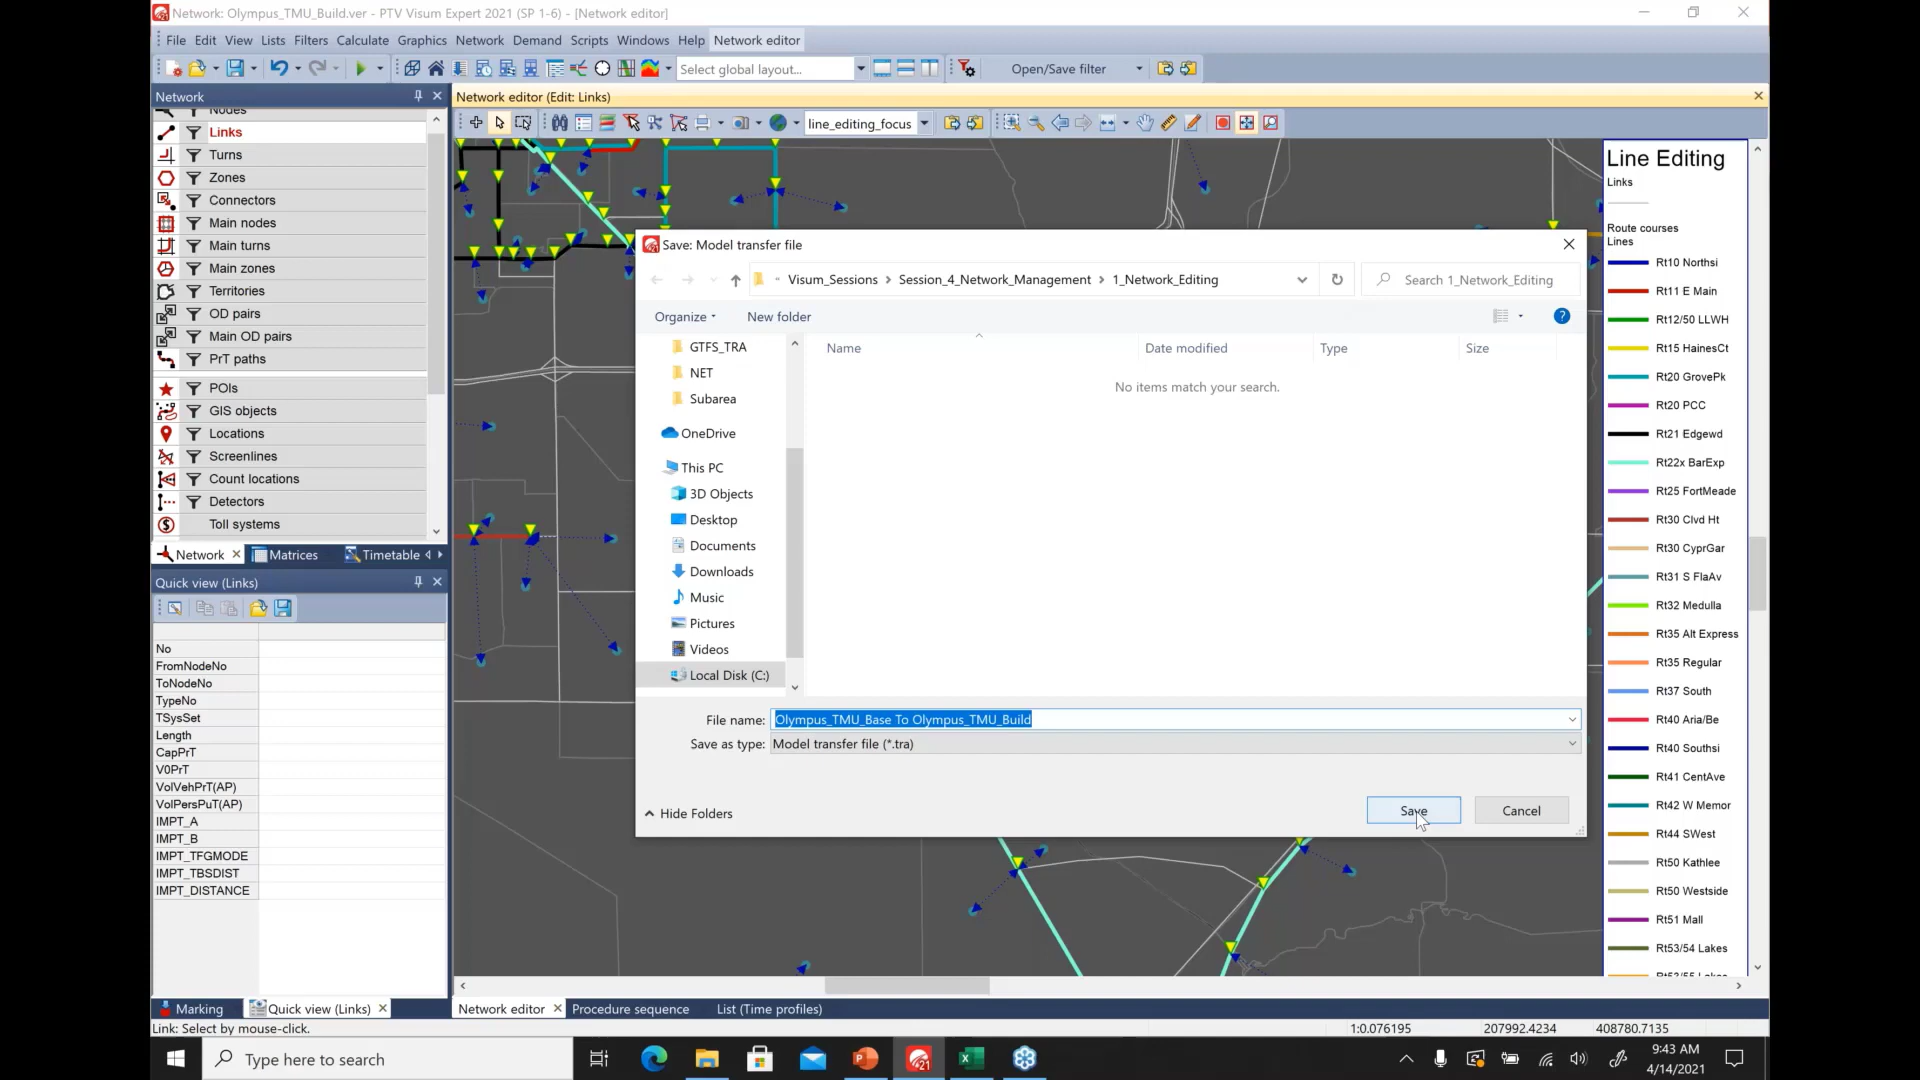 Network: Olympus_TMU_Build.ver - PTV Visum Expert 2021 (SP 1-6) - [Network editor]
File Edit View Lists Filters Calculate Graphics Network Demand Scripts Windows Help Network editor
Select global layout... Open/Save filter
Network
Network editor (Edit: Links)
line_editing_focus
Nodes
Links
Turns
Zones
Connectors
Main nodes
Main turns
Main zones
Territories
OD pairs
Main OD pairs
PrT paths
POIs
GIS objects
Locations
Screenlines
Count locations
Detectors
Toll systems
Network Matrices Timetable
Quick view (Links)
No
FromNodeNo
ToNodeNo
TypeNo
TSysSet
Length
CapPrT
V0PrT
VolVehPrT(AP)
VolPersPuT(AP)
IMPT_A
IMPT_B
IMPT_TFGMODE
IMPT_TBSDIST
IMPT_DISTANCE
Marking Quick view (Links)
Save: Model transfer file
Visum_Sessions Session_4_Network_Management 1_Network_Editing
Search 1_Network_Editing
Organize New folder
GTFS_TRA
NET
Subarea
OneDrive
This PC
3D Objects
Desktop
Documents
Downloads
Music
Pictures
Videos
Local Disk (C:)
Name Date modified Type Size
No items match your search.
File name: Olympus_TMU_Base To Olympus_TMU_Build
Save as type: Model transfer file (*.tra)
Hide Folders
Save Cancel
Line Editing
Links
Route courses
Lines
Rt10 Northsi
Rt11 E Main
Rt12/50 LLWH
Rt15 HainesCt
Rt20 GrovePk
Rt20 PCC
Rt21 Edgewd
Rt22x BarExp
Rt25 FortMeade
Rt30 Clvd Ht
Rt30 CyprGar
Rt31 S FlaAv
Rt32 Medulla
Rt35 Alt Express
Rt35 Regular
Rt37 South
Rt40 Aria/Be
Rt40 Southsi
Rt41 CentAve
Rt42 W Memor
Rt44 SWest
Rt50 Kathlee
Rt50 Westside
Rt51 Mall
Rt53/54 Lakes
Rt53/55 Lakes
Network editor Procedure sequence List (Time profiles)
Link: Select by mouse-click.
1:0.076195 207992.4234 408780.7135
Type here to search
9:43 AM
4/14/2021